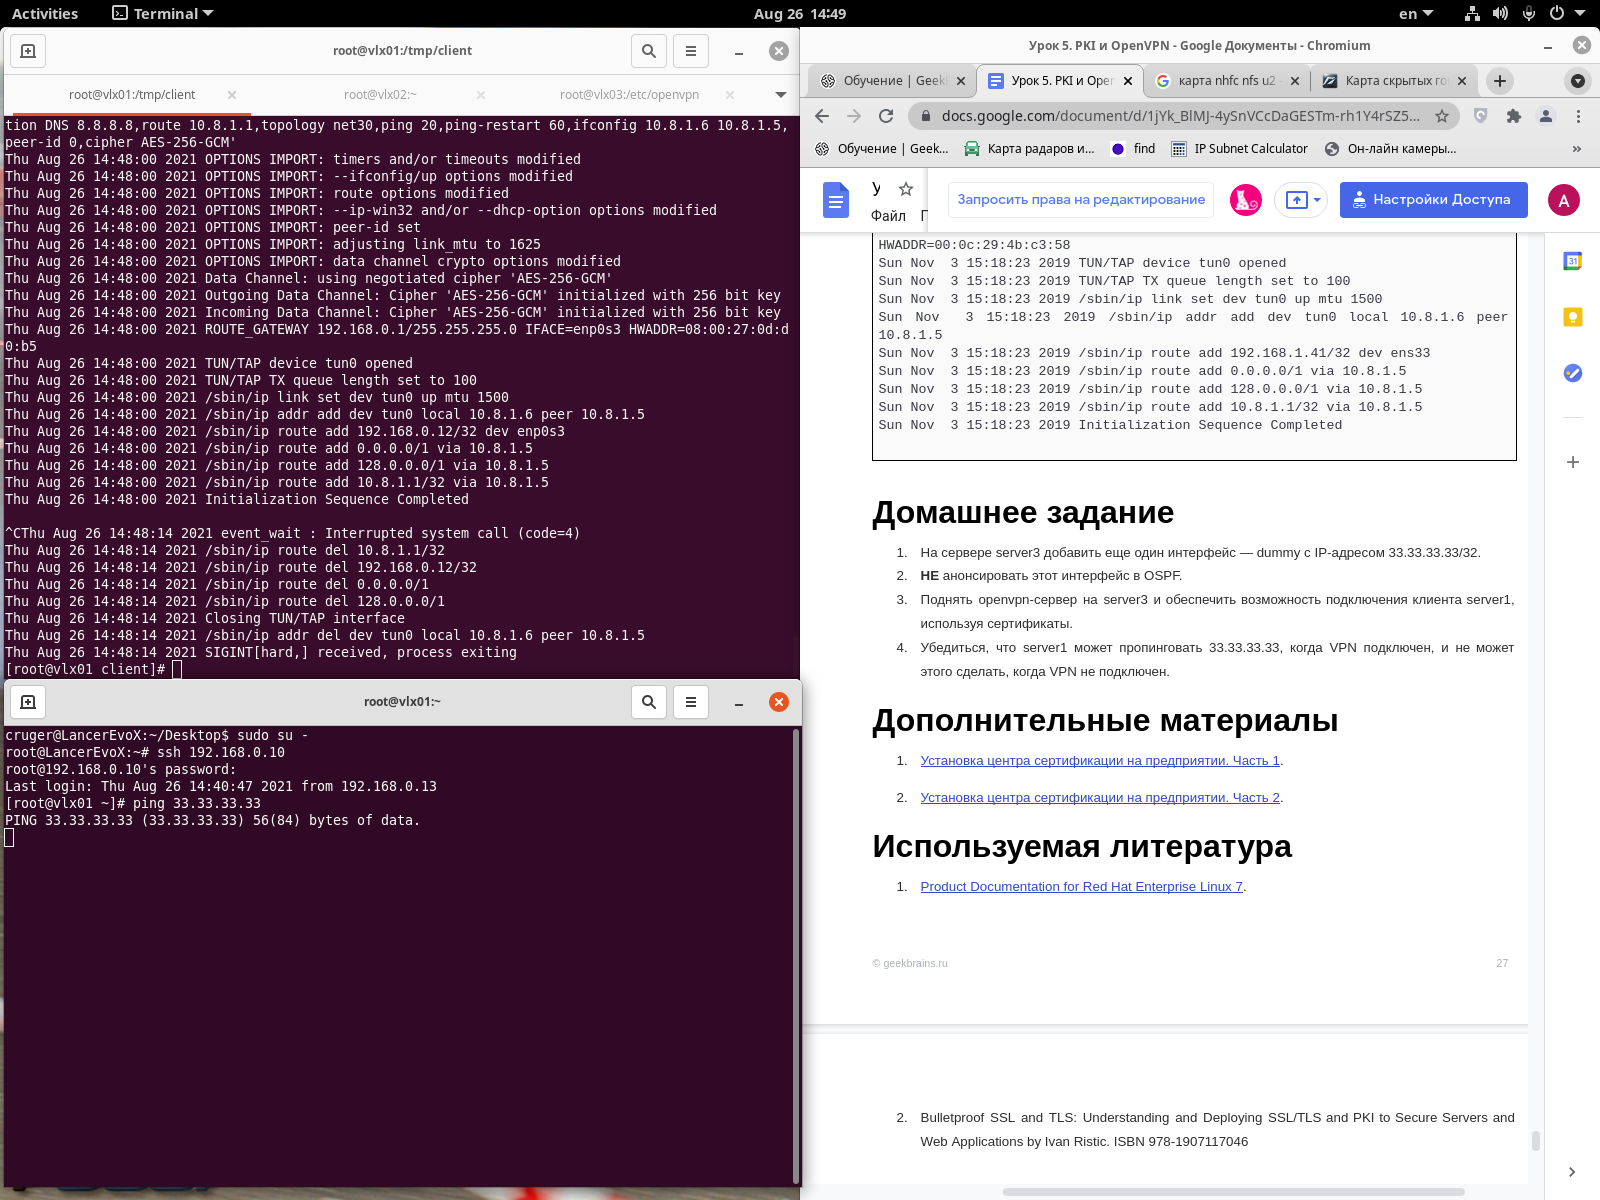 Activities
Terminal
Aug 26  14:49
en
root@vlx01:/tmp/client
root@vlx01:/tmp/client
root@vlx02:~
root@vlx03:/etc/openvpn
tion DNS 8.8.8.8,route 10.8.1.1,topology net30,ping 20,ping-restart 60,ifconfig 10.8.1.6 10.8.1.5,
peer-id 0,cipher AES-256-GCM'
Thu Aug 26 14:48:00 2021 OPTIONS IMPORT: timers and/or timeouts modified
Thu Aug 26 14:48:00 2021 OPTIONS IMPORT: --ifconfig/up options modified
Thu Aug 26 14:48:00 2021 OPTIONS IMPORT: route options modified
Thu Aug 26 14:48:00 2021 OPTIONS IMPORT: --ip-win32 and/or --dhcp-option options modified
Thu Aug 26 14:48:00 2021 OPTIONS IMPORT: peer-id set
Thu Aug 26 14:48:00 2021 OPTIONS IMPORT: adjusting link_mtu to 1625
Thu Aug 26 14:48:00 2021 OPTIONS IMPORT: data channel crypto options modified
Thu Aug 26 14:48:00 2021 Data Channel: using negotiated cipher 'AES-256-GCM'
Thu Aug 26 14:48:00 2021 Outgoing Data Channel: Cipher 'AES-256-GCM' initialized with 256 bit key
Thu Aug 26 14:48:00 2021 Incoming Data Channel: Cipher 'AES-256-GCM' initialized with 256 bit key
Thu Aug 26 14:48:00 2021 ROUTE_GATEWAY 192.168.0.1/255.255.255.0 IFACE=enp0s3 HWADDR=08:00:27:0d:d
0:b5
Thu Aug 26 14:48:00 2021 TUN/TAP device tun0 opened
Thu Aug 26 14:48:00 2021 TUN/TAP TX queue length set to 100
Thu Aug 26 14:48:00 2021 /sbin/ip link set dev tun0 up mtu 1500
Thu Aug 26 14:48:00 2021 /sbin/ip addr add dev tun0 local 10.8.1.6 peer 10.8.1.5
Thu Aug 26 14:48:00 2021 /sbin/ip route add 192.168.0.12/32 dev enp0s3
Thu Aug 26 14:48:00 2021 /sbin/ip route add 0.0.0.0/1 via 10.8.1.5
Thu Aug 26 14:48:00 2021 /sbin/ip route add 128.0.0.0/1 via 10.8.1.5
Thu Aug 26 14:48:00 2021 /sbin/ip route add 10.8.1.1/32 via 10.8.1.5
Thu Aug 26 14:48:00 2021 Initialization Sequence Completed
^CThu Aug 26 14:48:14 2021 event_wait : Interrupted system call (code=4)
Thu Aug 26 14:48:14 2021 /sbin/ip route del 10.8.1.1/32
Thu Aug 26 14:48:14 2021 /sbin/ip route del 192.168.0.12/32
Thu Aug 26 14:48:14 2021 /sbin/ip route del 0.0.0.0/1
Thu Aug 26 14:48:14 2021 /sbin/ip route del 128.0.0.0/1
Thu Aug 26 14:48:14 2021 Closing TUN/TAP interface
Thu Aug 26 14:48:14 2021 /sbin/ip addr del dev tun0 local 10.8.1.6 peer 10.8.1.5
Thu Aug 26 14:48:14 2021 SIGINT[hard,] received, process exiting
[root@vlx01 client]#
root@vlx01:~
cruger@LancerEvoX:~/Desktop$ sudo su -
root@LancerEvoX:~# ssh 192.168.0.10
root@192.168.0.10's password:
Last login: Thu Aug 26 14:40:47 2021 from 192.168.0.13
[root@vlx01 ~]# ping 33.33.33.33
PING 33.33.33.33 (33.33.33.33) 56(84) bytes of data.
Урок 5. PKI и OpenVPN - Google Документы - Chromium
Обучение | Geek
Урок 5. PKI и Open
карта nhfc nfs u2 -
Карта скрытых го
docs.google.com/document/d/1jYk_BlMJ-4ySnVCcDaGESTm-rh1Y4rSZ5...
Обучение | Geek...
Карта радаров и...
find
IP Subnet Calculator
Он-лайн камеры...
»
У
Файл
Запросить права на редактирование
Настройки Доступа
A
31
HWADDR=00:0c:29:4b:c3:58
Sun Nov  3 15:18:23 2019 TUN/TAP device tun0 opened
Sun Nov  3 15:18:23 2019 TUN/TAP TX queue length set to 100
Sun Nov  3 15:18:23 2019 /sbin/ip link set dev tun0 up mtu 1500
Sun Nov  3 15:18:23 2019 /sbin/ip addr add dev tun0 local 10.8.1.6 peer
10.8.1.5
Sun Nov  3 15:18:23 2019 /sbin/ip route add 192.168.1.41/32 dev ens33
Sun Nov  3 15:18:23 2019 /sbin/ip route add 0.0.0.0/1 via 10.8.1.5
Sun Nov  3 15:18:23 2019 /sbin/ip route add 128.0.0.0/1 via 10.8.1.5
Sun Nov  3 15:18:23 2019 /sbin/ip route add 10.8.1.1/32 via 10.8.1.5
Sun Nov  3 15:18:23 2019 Initialization Sequence Completed
Домашнее задание
1. На сервере server3 добавить еще один интерфейс — dummy с IP-адресом 33.33.33.33/32.
2. НЕ анонсировать этот интерфейс в OSPF.
3. Поднять openvpn-сервер на server3 и обеспечить возможность подключения клиента server1,
используя сертификаты.
4. Убедиться, что server1 может пропинговать 33.33.33.33, когда VPN подключен, и не может
этого сделать, когда VPN не подключен.
Дополнительные материалы
1. Установка центра сертификации на предприятии. Часть 1.
2. Установка центра сертификации на предприятии. Часть 2.
Используемая литература
1. Product Documentation for Red Hat Enterprise Linux 7.
© geekbrains.ru
27
2. Bulletproof SSL and TLS: Understanding and Deploying SSL/TLS and PKI to Secure Servers and
Web Applications by Ivan Ristic. ISBN 978-1907117046